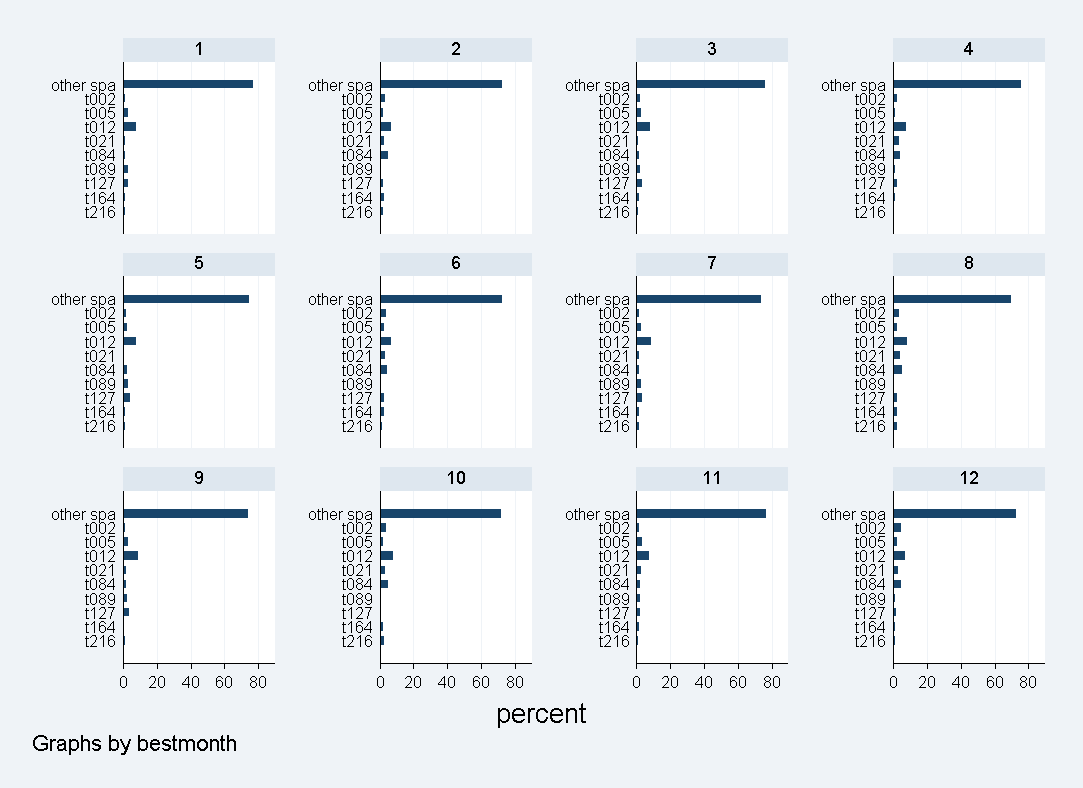 1 2 3 4
other spa other spa other spa other spa
t002 t002 t002 t002
t005 t005 t005 t005
t012 t012 t012 t012
t021 t021 t021 t021
t084 t084 t084 t084
t089 t089 t089 t089
t127 t127 t127 t127
t164 t164 t164 t164
t216 t216 t216 t216
5 6 7 8
other spa other spa other spa other spa
t002 t002 t002 t002
t005 t005 t005 t005
t012 t012 t012 t012
t021 t021 t021 t021
t084 t084 t084 t084
t089 t089 t089 t089
t127 t127 t127 t127
t164 t164 t164 t164
t216 t216 t216 t216
9 10 11 12
other spa other spa other spa other spa
t002 t002 t002 t002
t005 t005 t005 t005
t012 t012 t012 t012
t021 t021 t021 t021
t084 t084 t084 t084
t089 t089 t089 t089
t127 t127 t127 t127
t164 t164 t164 t164
t216 t216 t216 t216
0 20 40 60 80 0 20 40 60 80 0 20 40 60 80 0 20 40 60 80
percent
Graphs by bestmonth